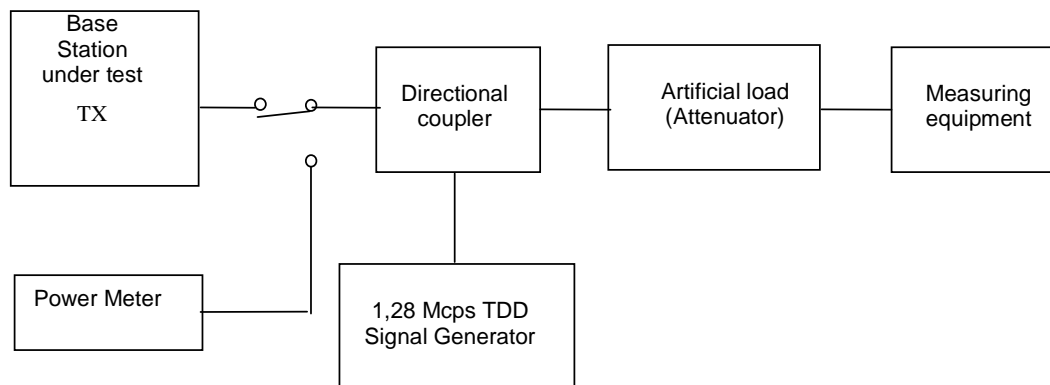 Base
Station
under test
TX
Directional
coupler
Artificial load
(Attenuator)
Measuring
equipment
Power Meter
1,28 Mcps TDD
Signal Generator